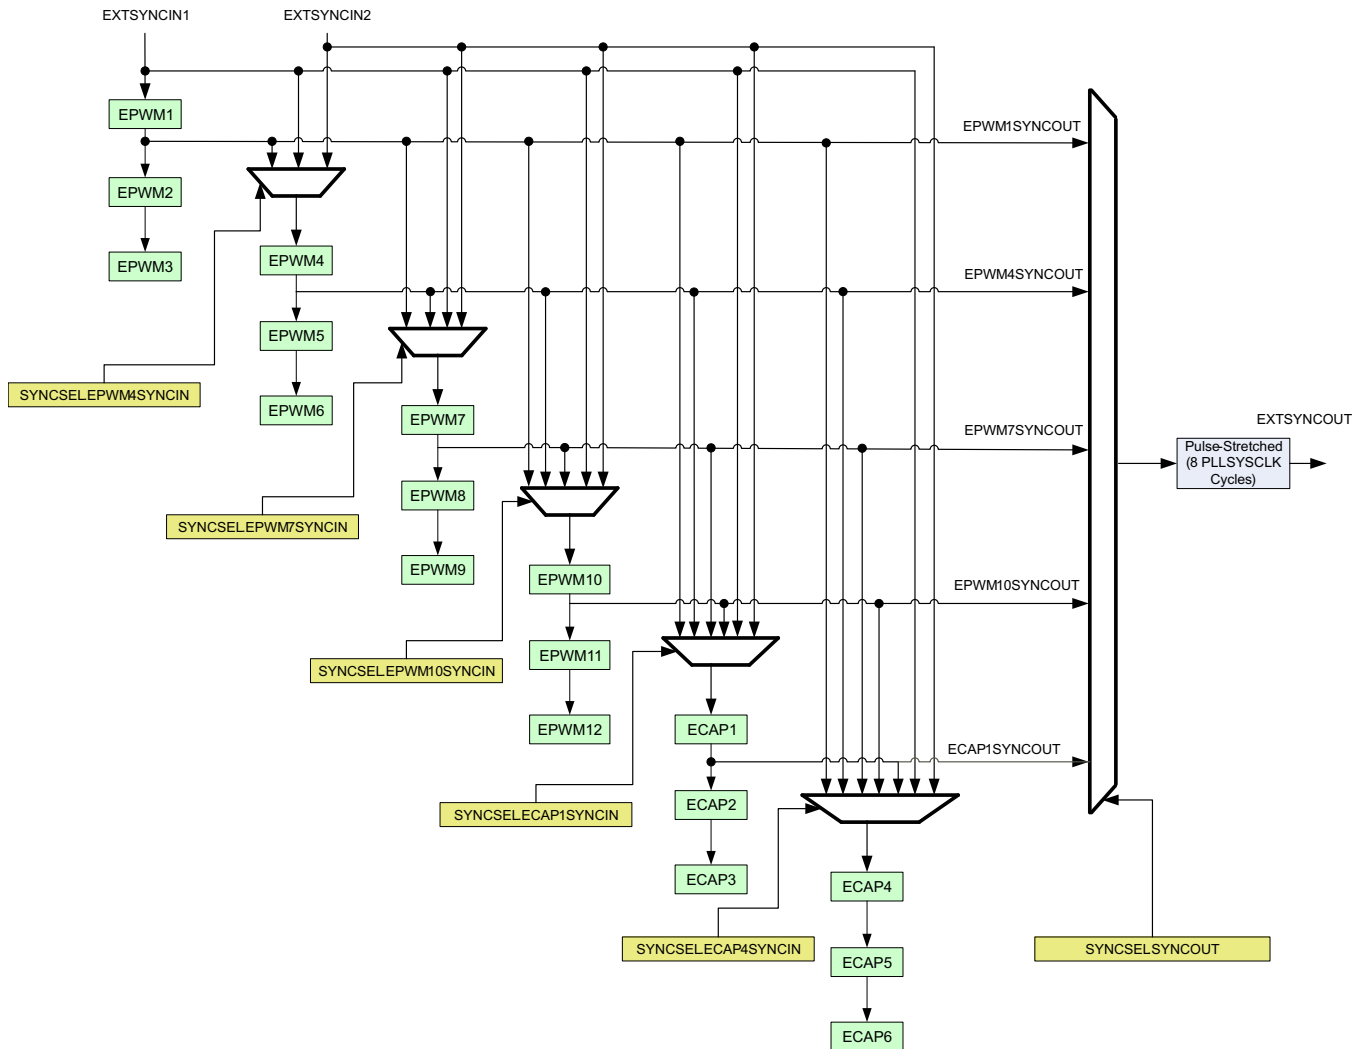 EXTSYNCIN1
EXTSYNCIN2
EPWM1
EPWM1SYNCOUT
EPWM2
EPWM3
EPWM4
EPWM4SYNCOUT
EPWM5
SYNCSELEPWM4SYNCIN
EPWM6
EPWM7
EXTSYNCOUT
EPWM7SYNCOUT
Pulse-Stretched
(8 PLLSYSCLK
Cycles)
EPWM8
SYNCSELEPWM7SYNCIN
EPWM9
EPWM10
EPWM10SYNCOUT
EPWM11
SYNCSELEPWM10SYNCIN
EPWM12
ECAP1
ECAP1SYNCOUT
ECAP2
SYNCSELECAP1SYNCIN
ECAP3
ECAP4
SYNCSELECAP4SYNCIN
SYNCSELSYNCOUT
ECAP5
ECAP6